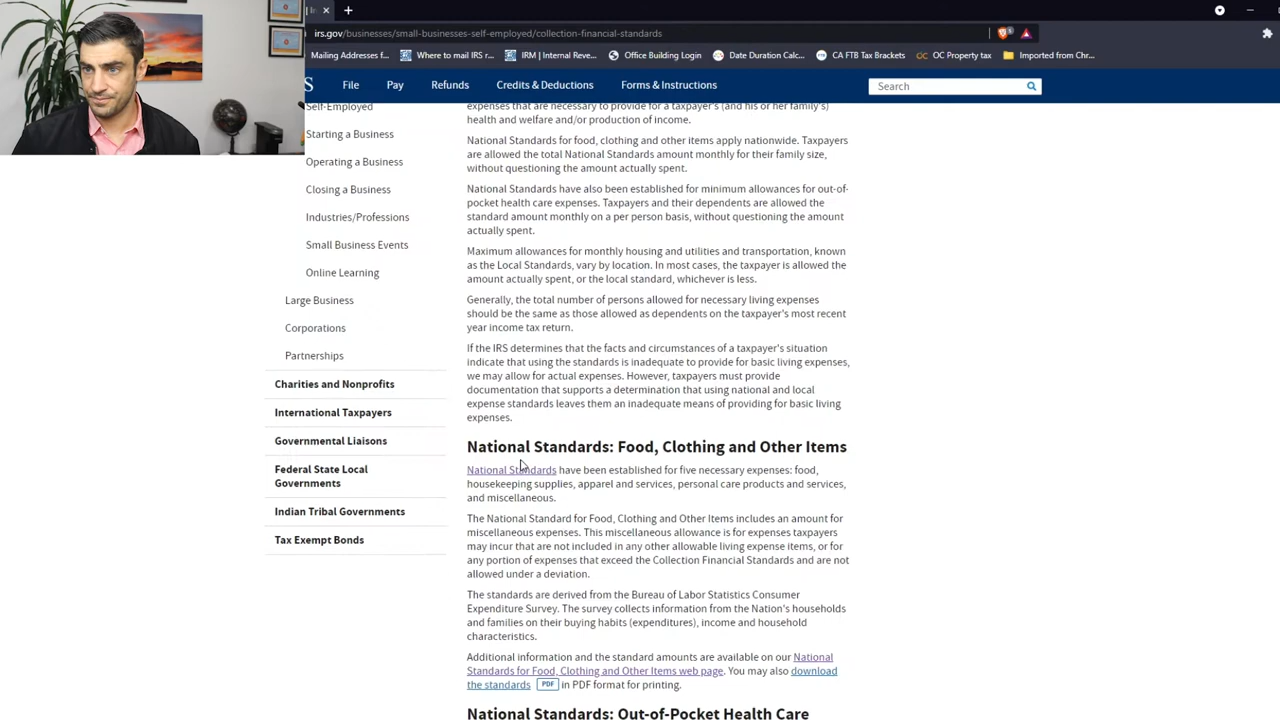 irs.gov/businesses/small-businesses-self-employed/collection-financial-standards
Mailing Addresses f... Where to mail IRS r... IRM | Internal Reve... Office Building Login Date Duration Calc... CA FTB Tax Brackets OC Property tax Imported from Chr...
S File Pay Refunds Credits & Deductions Forms & Instructions Search
Self-Employed
Starting a Business
Operating a Business
Closing a Business
Industries/Professions
Small Business Events
Online Learning
Large Business
Corporations
Partnerships
Charities and Nonprofits
International Taxpayers
Governmental Liaisons
Federal State Local
Governments
Indian Tribal Governments
Tax Exempt Bonds
expenses that are necessary to provide for a taxpayer's (and his or her family's)
health and welfare and/or production of income.
National Standards for food, clothing and other items apply nationwide. Taxpayers
are allowed the total National Standards amount monthly for their family size,
without questioning the amount actually spent.
National Standards have also been established for minimum allowances for out-of-
pocket health care expenses. Taxpayers and their dependents are allowed the
standard amount monthly on a per person basis, without questioning the amount
actually spent.
Maximum allowances for monthly housing and utilities and transportation, known
as the Local Standards, vary by location. In most cases, the taxpayer is allowed the
amount actually spent, or the local standard, whichever is less.
Generally, the total number of persons allowed for necessary living expenses
should be the same as those allowed as dependents on the taxpayer's most recent
year income tax return.
If the IRS determines that the facts and circumstances of a taxpayer's situation
indicate that using the standards is inadequate to provide for basic living expenses,
we may allow for actual expenses. However, taxpayers must provide
documentation that supports a determination that using national and local
expense standards leaves them an inadequate means of providing for basic living
expenses.
National Standards: Food, Clothing and Other Items
National Standards have been established for five necessary expenses: food,
housekeeping supplies, apparel and services, personal care products and services,
and miscellaneous.
The National Standard for Food, Clothing and Other Items includes an amount for
miscellaneous expenses. This miscellaneous allowance is for expenses taxpayers
may incur that are not included in any other allowable living expense items, or for
any portion of expenses that exceed the Collection Financial Standards and are not
allowed under a deviation.
The standards are derived from the Bureau of Labor Statistics Consumer
Expenditure Survey. The survey collects information from the Nation's households
and families on their buying habits (expenditures), income and household
characteristics.
Additional information and the standard amounts are available on our National
Standards for Food, Clothing and Other Items web page. You may also download
the standards PDF in PDF format for printing.
National Standards: Out-of-Pocket Health Care